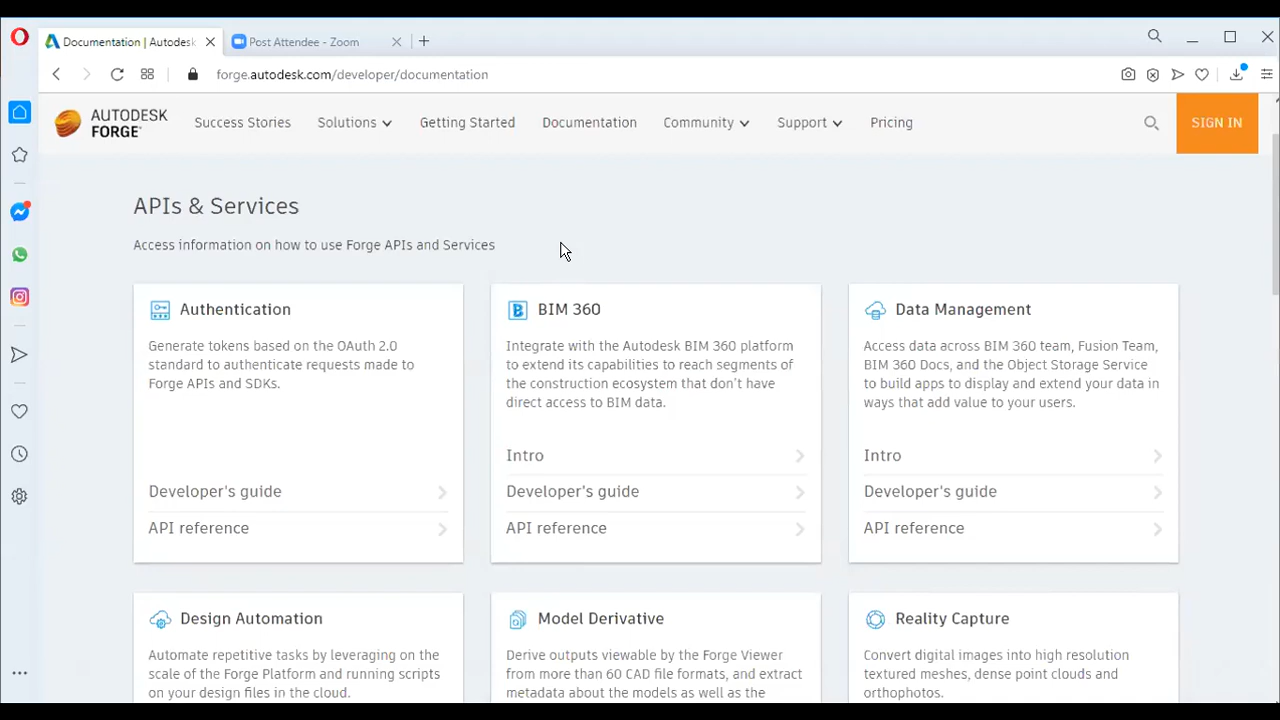 Documentation | Autodesk
Post Attendee - Zoom
forge.autodesk.com/developer/documentation
AUTODESK
FORGE
Success Stories
Solutions
Getting Started
Documentation
Community
Support
Pricing
SIGN IN
APIs & Services
Access information on how to use Forge APIs and Services
Authentication
Generate tokens based on the OAuth 2.0
standard to authenticate requests made to
Forge APIs and SDKs.
Developer's guide
API reference
BIM 360
Integrate with the Autodesk BIM 360 platform
to extend its capabilities to reach segments of
the construction ecosystem that don't have
direct access to BIM data.
Intro
Developer's guide
API reference
Data Management
Access data across BIM 360 team, Fusion Team,
BIM 360 Docs, and the Object Storage Service
to build apps to display and extend your data in
ways that add value to your users.
Intro
Developer's guide
API reference
Design Automation
Automate repetitive tasks by leveraging on the
scale of the Forge Platform and running scripts
on your design files in the cloud.
Model Derivative
Derive outputs viewable by the Forge Viewer
from more than 60 CAD file formats, and extract
metadata about the models as well as the
Reality Capture
Convert digital images into high resolution
textured meshes, dense point clouds and
orthophotos.